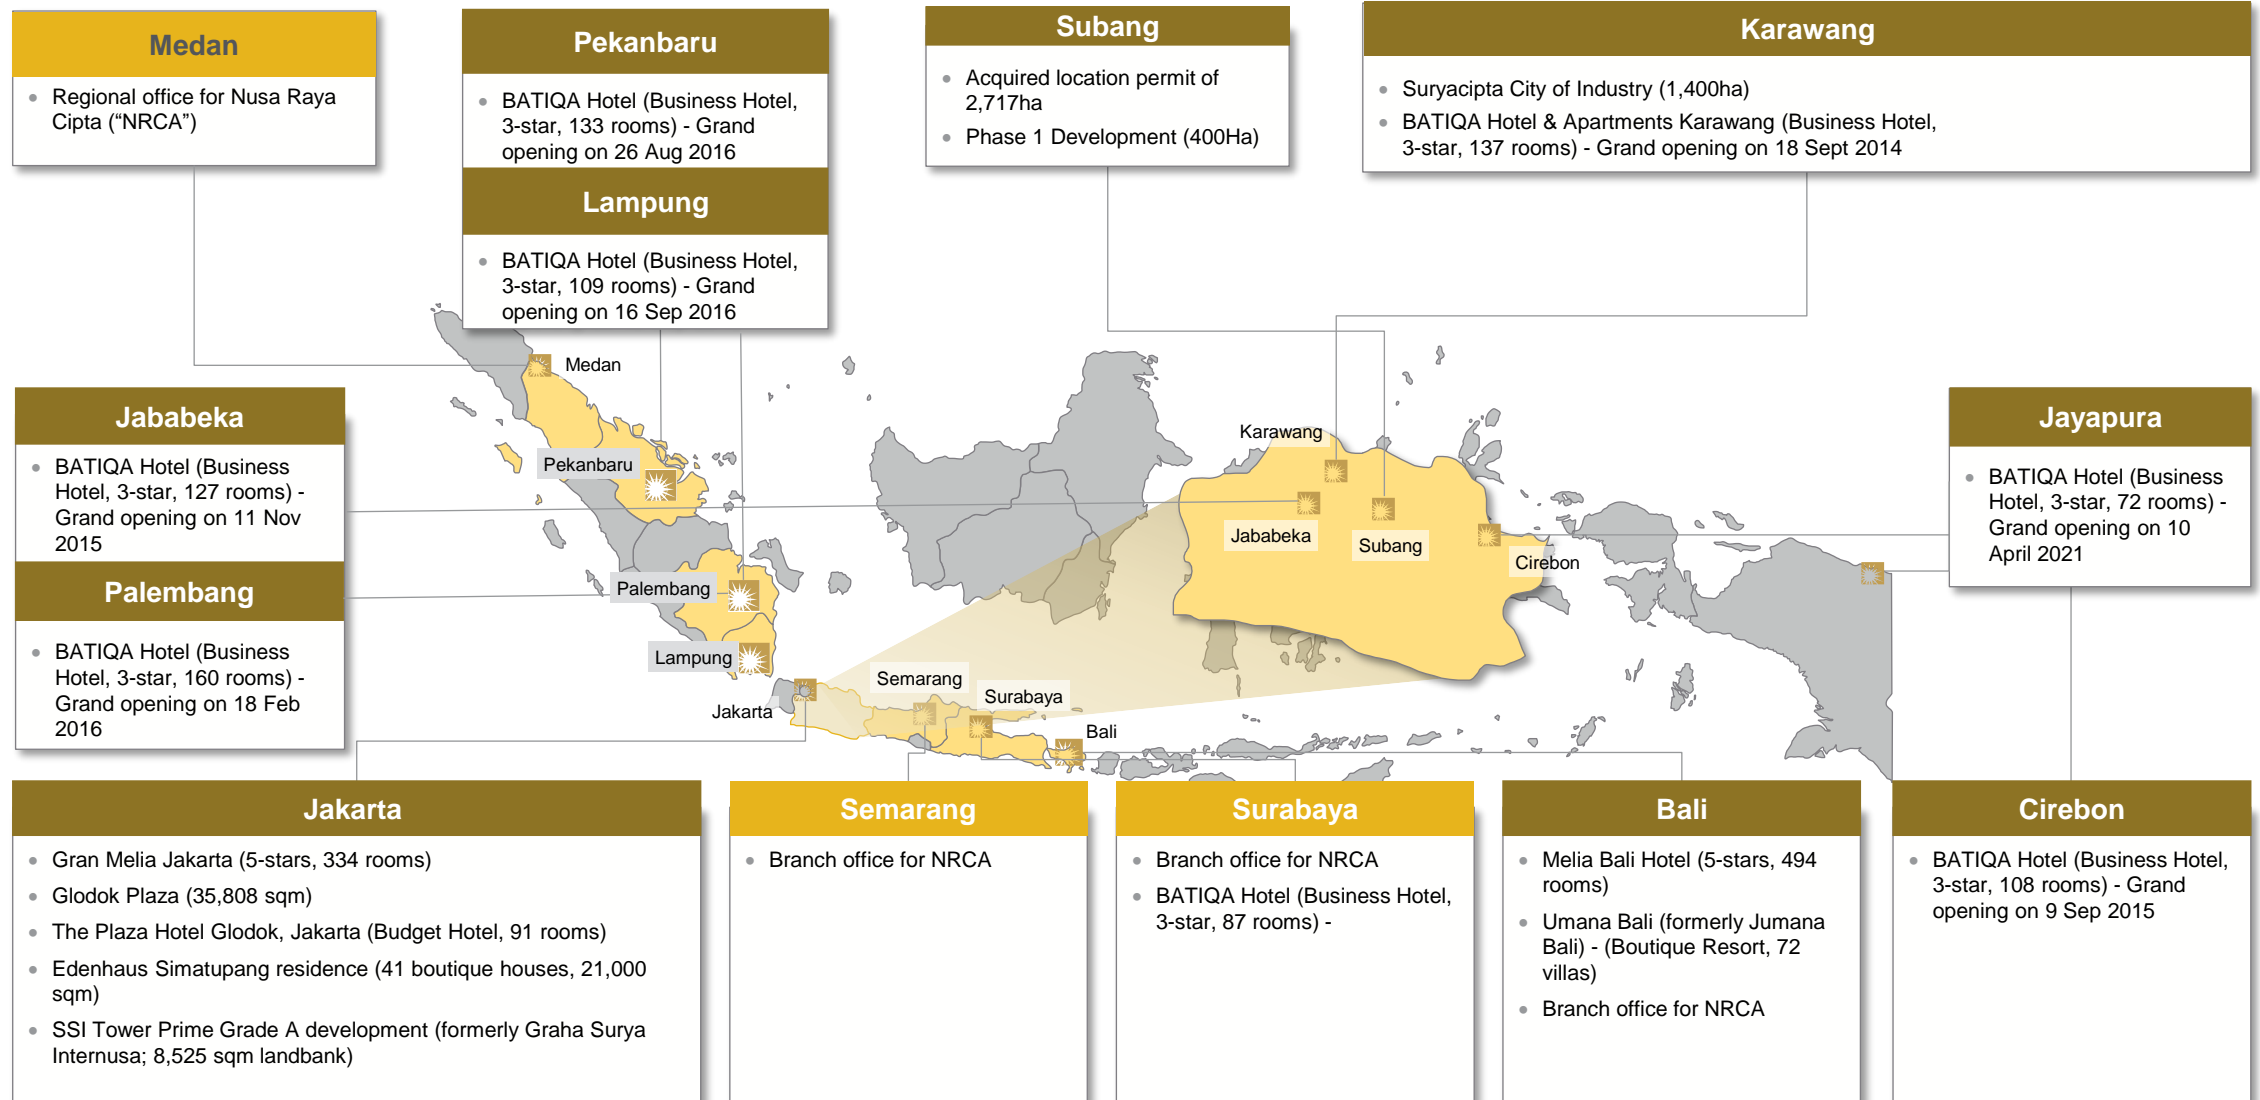 Medan
• Regional office for Nusa Raya
Cipta (“NRCA”)
Pekanbaru
• BATIQA Hotel (Business Hotel,
3-star, 133 rooms) - Grand
opening on 26 Aug 2016
Lampung
• BATIQA Hotel (Business Hotel,
3-star, 109 rooms) - Grand
opening on 16 Sep 2016
Subang
• Acquired location permit of
2,717ha
• Phase 1 Development (400Ha)
Karawang
• Suryacipta City of Industry (1,400ha)
• BATIQA Hotel & Apartments Karawang (Business Hotel,
3-star, 137 rooms) - Grand opening on 18 Sept 2014
Jababeka
• BATIQA Hotel (Business
Hotel, 3-star, 127 rooms) -
Grand opening on 11 Nov
2015
Palembang
• BATIQA Hotel (Business
Hotel, 3-star, 160 rooms) -
Grand opening on 18 Feb
2016
Medan
Pekanbaru
Palembang
Lampung
Jakarta
Semarang
Surabaya
Bali
Karawang
Jababeka
Subang
Cirebon
Jayapura
• BATIQA Hotel (Business
Hotel, 3-star, 72 rooms) -
Grand opening on 10
April 2021
Jakarta
• Gran Melia Jakarta (5-stars, 334 rooms)
• Glodok Plaza (35,808 sqm)
• The Plaza Hotel Glodok, Jakarta (Budget Hotel, 91 rooms)
• Edenhaus Simatupang residence (41 boutique houses, 21,000
sqm)
• SSI Tower Prime Grade A development (formerly Graha Surya
Internusa; 8,525 sqm landbank)
Semarang
• Branch office for NRCA
Surabaya
• Branch office for NRCA
• BATIQA Hotel (Business Hotel,
3-star, 87 rooms) -
Bali
• Melia Bali Hotel (5-stars, 494
rooms)
• Umana Bali (formerly Jumana
Bali) - (Boutique Resort, 72
villas)
• Branch office for NRCA
Cirebon
• BATIQA Hotel (Business Hotel,
3-star, 108 rooms) - Grand
opening on 9 Sep 2015